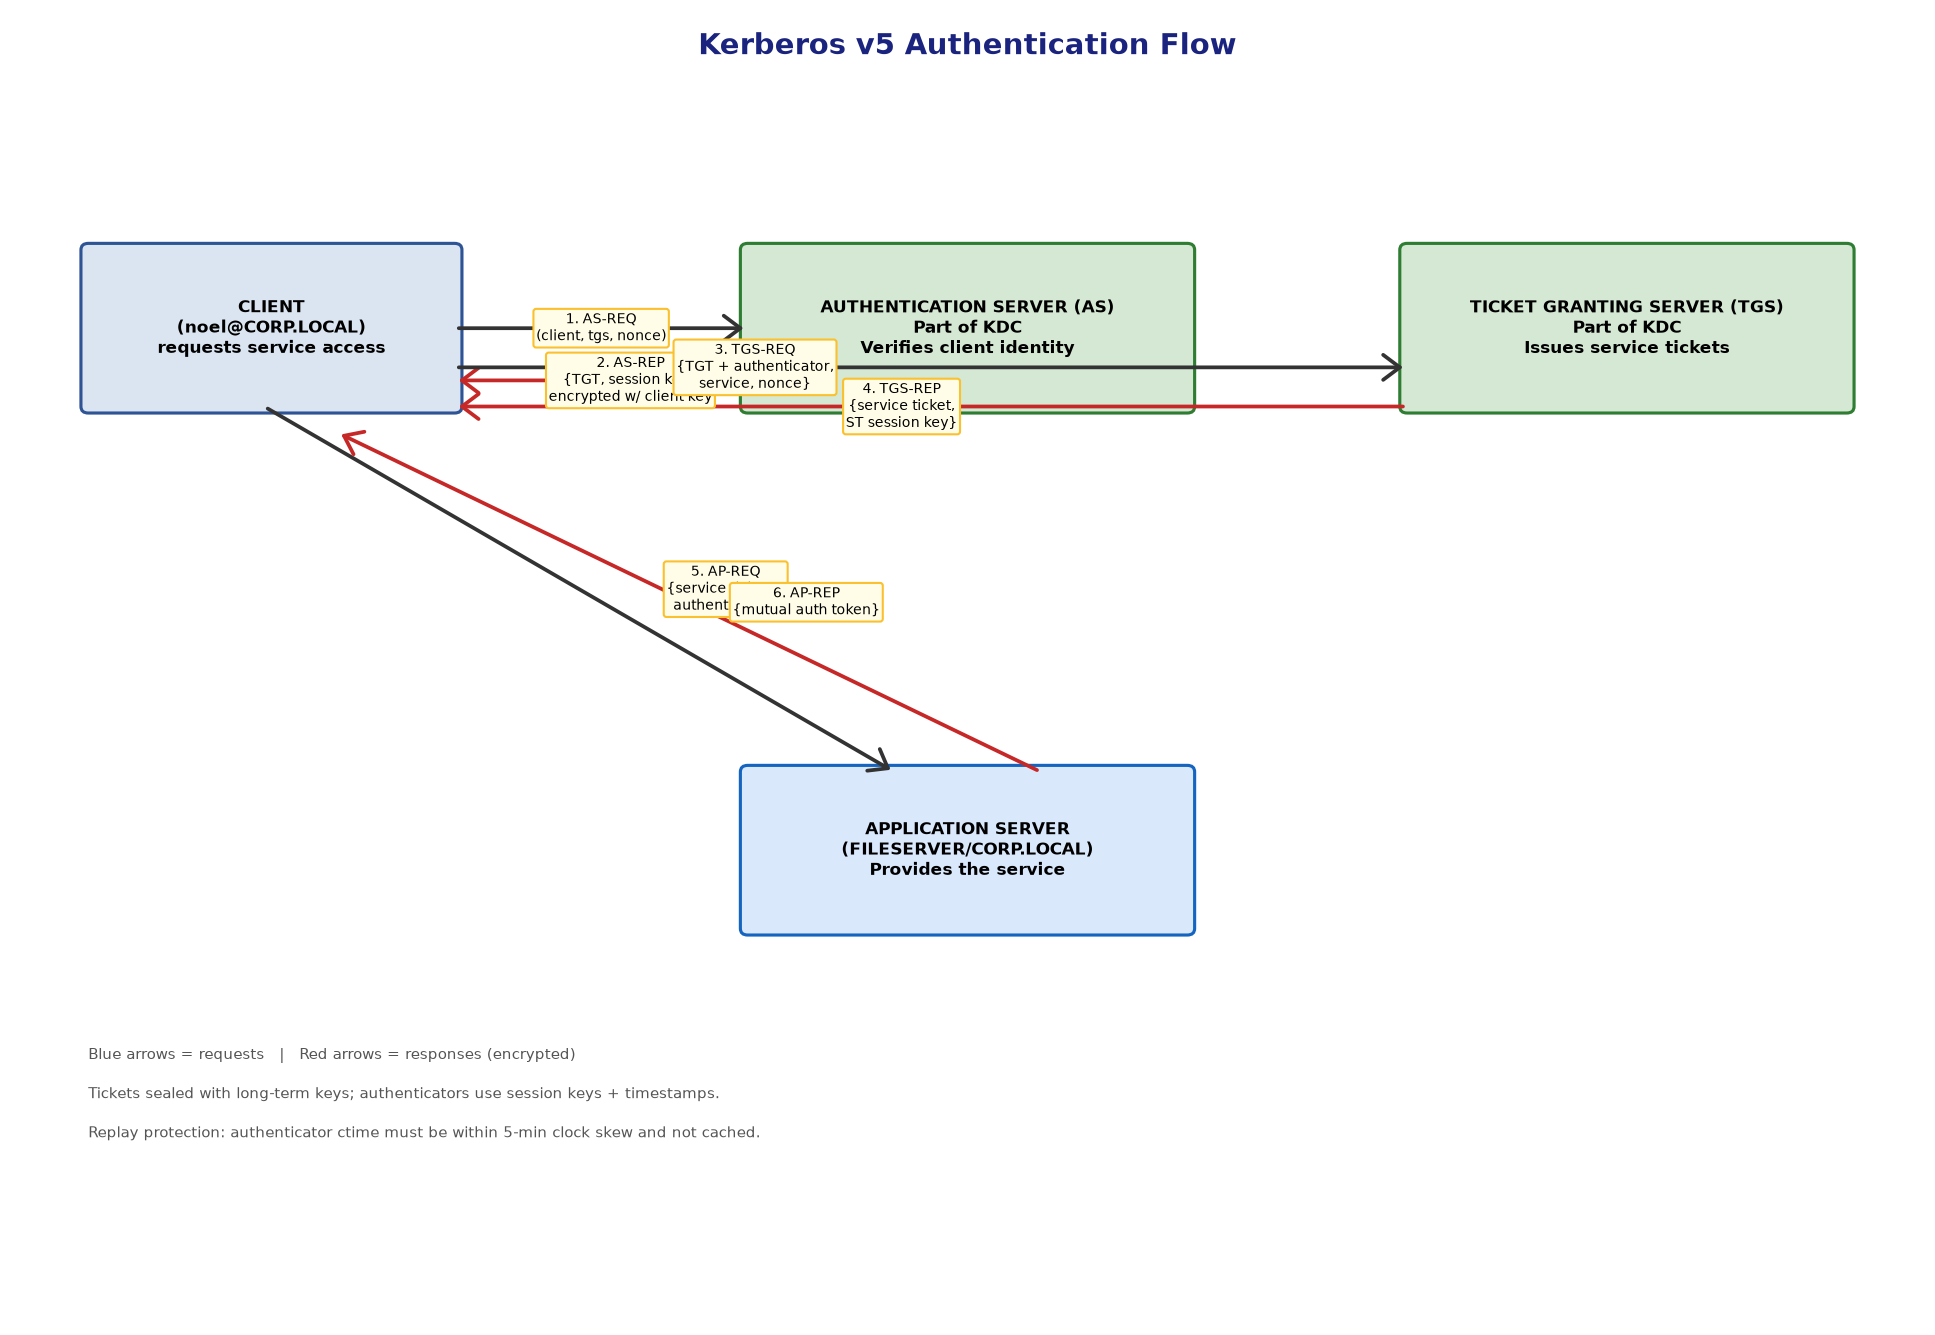 Kerberos v5 Authentication Flow
CLIENT
(noel@CORP.LOCAL)
requests service access
1. AS-REQ
(client, tgs, nonce)
AUTHENTICATION SERVER (AS)
Part of KDC
Verifies client identity
TICKET GRANTING SERVER (TGS)
Part of KDC
Issues service tickets
2. AS-REP
{TGT, session
encrypted w/ client key
3. TGS-REQ
{TGT + authenticator,
service, nonce}
4. TGS-REP
{service ticket,
ST session key}
5. AP-REQ
{service
6. AP-REP
{mutual auth token}
APPLICATION SERVER
(FILESERVER/CORP.LOCAL)
Provides the service
Blue arrows = requests | Red arrows = responses (encrypted)
Tickets sealed with long-term keys; authenticators use session keys + timestamps.
Replay protection: authenticator ctime must be within 5-min clock skew and not cached.